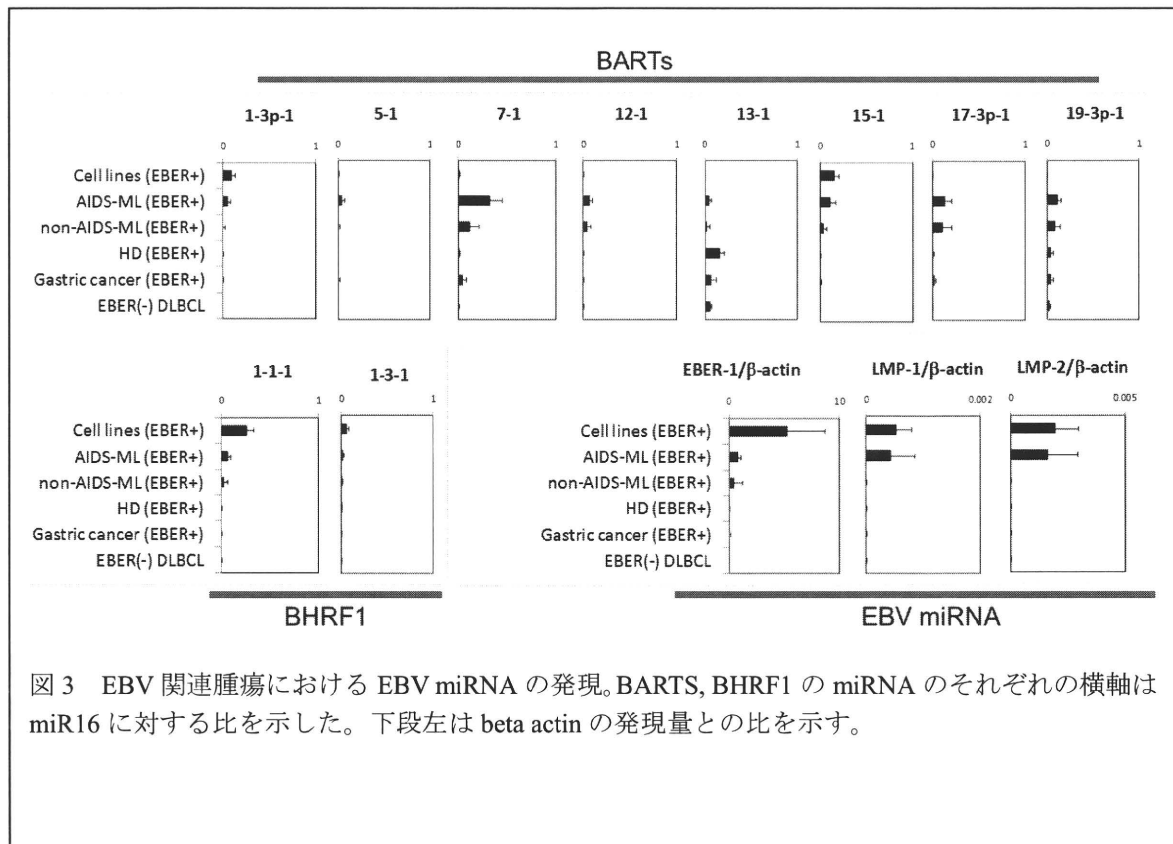 BARTs
1-3p-1 5-1 7-1 12-1 13-1 15-1 17-3p-1 19-3p-1
0 1 0 1 0 1 0 1 0 1 0 1 0 1 0 1
Cell lines (EBER+)
AIDS-ML (EBER+)
non-AIDS-ML (EBER+)
HD (EBER+)
Gastric cancer (EBER+)
EBER(-) DLBCL
1-1-1 1-3-1
0 1 0 1
Cell lines (EBER+)
AIDS-ML (EBER+)
non-AIDS-ML (EBER+)
HD (EBER+)
Gastric cancer (EBER+)
EBER(-) DLBCL
BHRF1
EBER-1/β-actin LMP-1/β-actin LMP-2/β-actin
0 10 0 0.002 0 0.005
Cell lines (EBER+)
AIDS-ML (EBER+)
non-AIDS-ML (EBER+)
HD (EBER+)
Gastric cancer (EBER+)
EBER(-) DLBCL
EBV miRNA
図 3 EBV 関連腫瘍における EBV miRNA の発現。BARTS, BHRF1 の miRNA のそれぞれの横軸は
miR16 に対する比を示した。下段左は beta actin の発現量との比を示す。